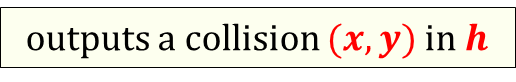 outputs a collision (x, y) in h